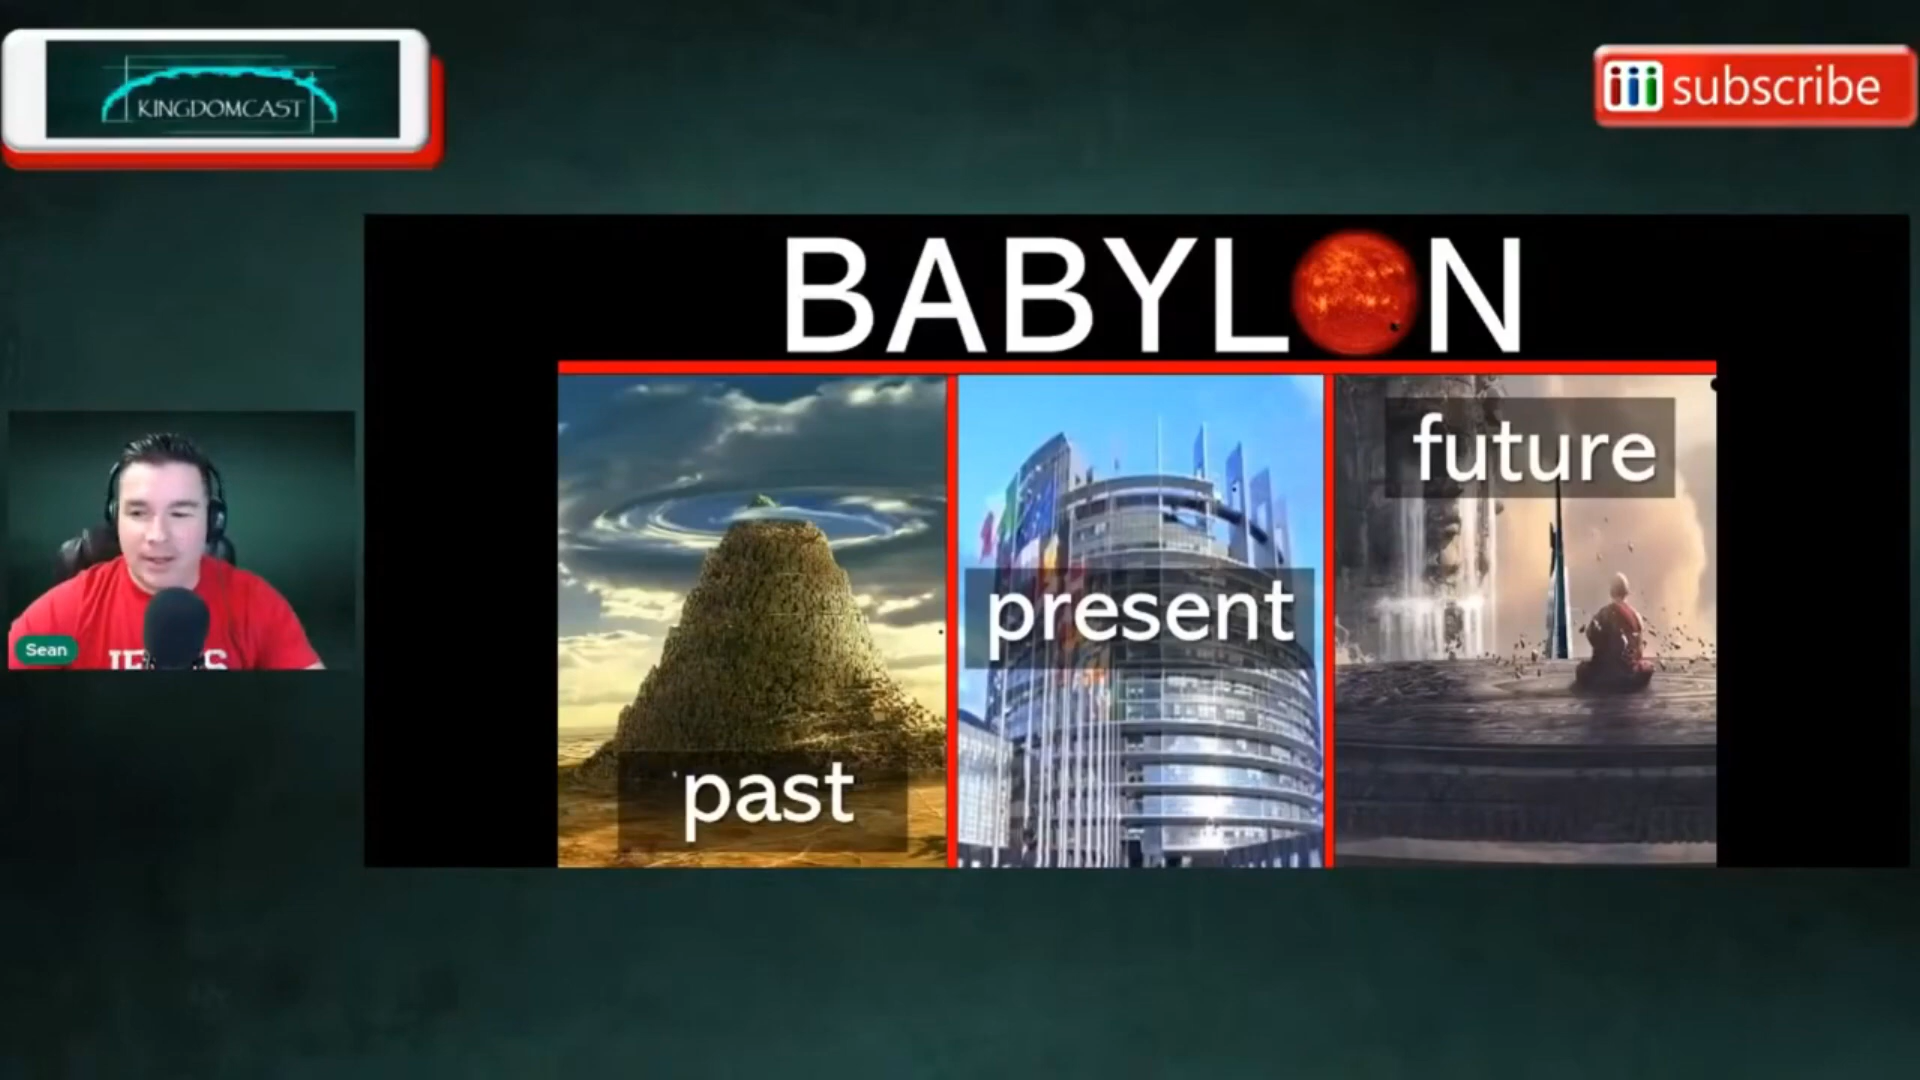 KINGDOMCAST
subscribe
BABYLON
future
present
past
Sean